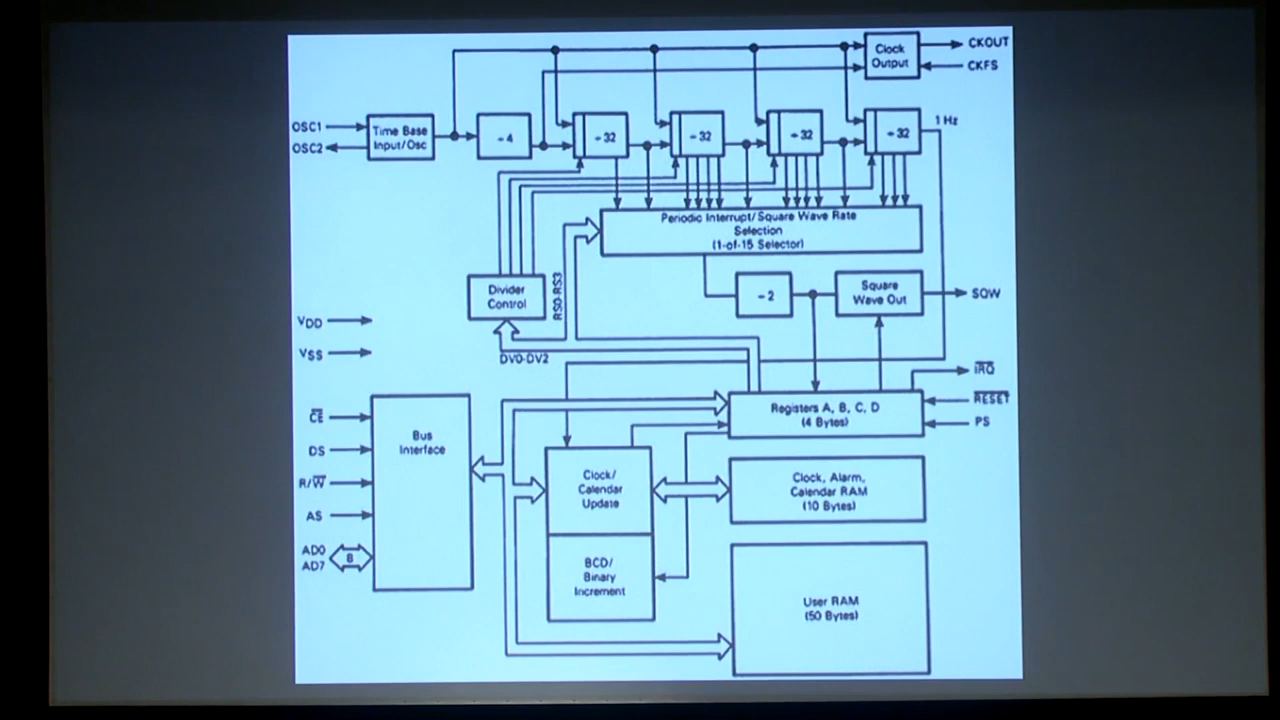 Clock
Output
CKOUT
CKFS
OSC1
OSC2
Time Base
Input/Osc
÷4
÷32
÷32
÷32
÷32
1 Hz
Periodic Interrupt/Square Wave Rate
Selection
(1-of-15 Selector)
Divider
Control
RS0-RS3
÷2
Square
Wave Out
SQW
VDD
VSS
DV0-DV2
IRQ
RESET
PS
Registers A, B, C, D
(4 Bytes)
CE
DS
R/W
AS
AD0
AD7
8
Bus
Interface
Clock/
Calendar
Update
BCD/
Binary
Increment
Clock, Alarm,
Calendar RAM
(10 Bytes)
User RAM
(50 Bytes)